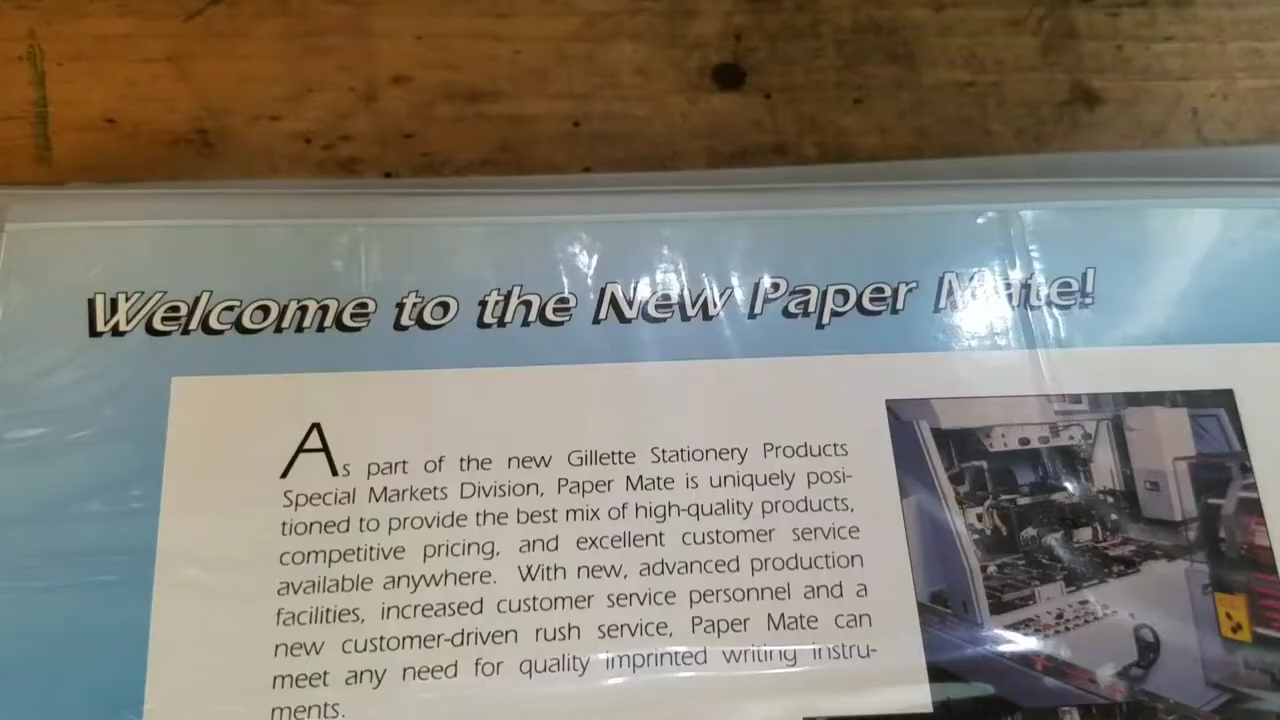 Welcome to the New Paper Mate!
As part of the new Gillette Stationery Products
Special Markets Division, Paper Mate is uniquely posi-
tioned to provide the best mix of high-quality products,
competitive pricing, and excellent customer service
available anywhere. With new, advanced production
facilities, increased customer service personnel and a
new customer-driven rush service, Paper Mate can
meet any need for quality imprinted writing instru-
ments.